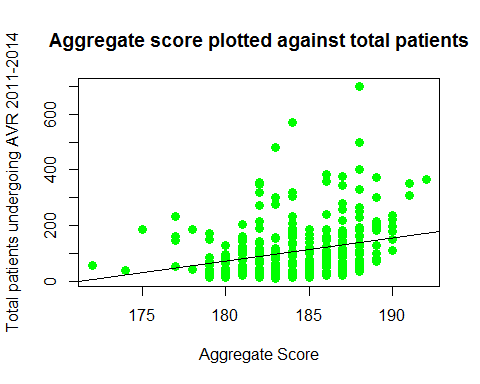 Aggregate score plotted against total patients
Total patients undergoing AVR 2011-2014
600
400
200
0
175 180 185 190
Aggregate Score